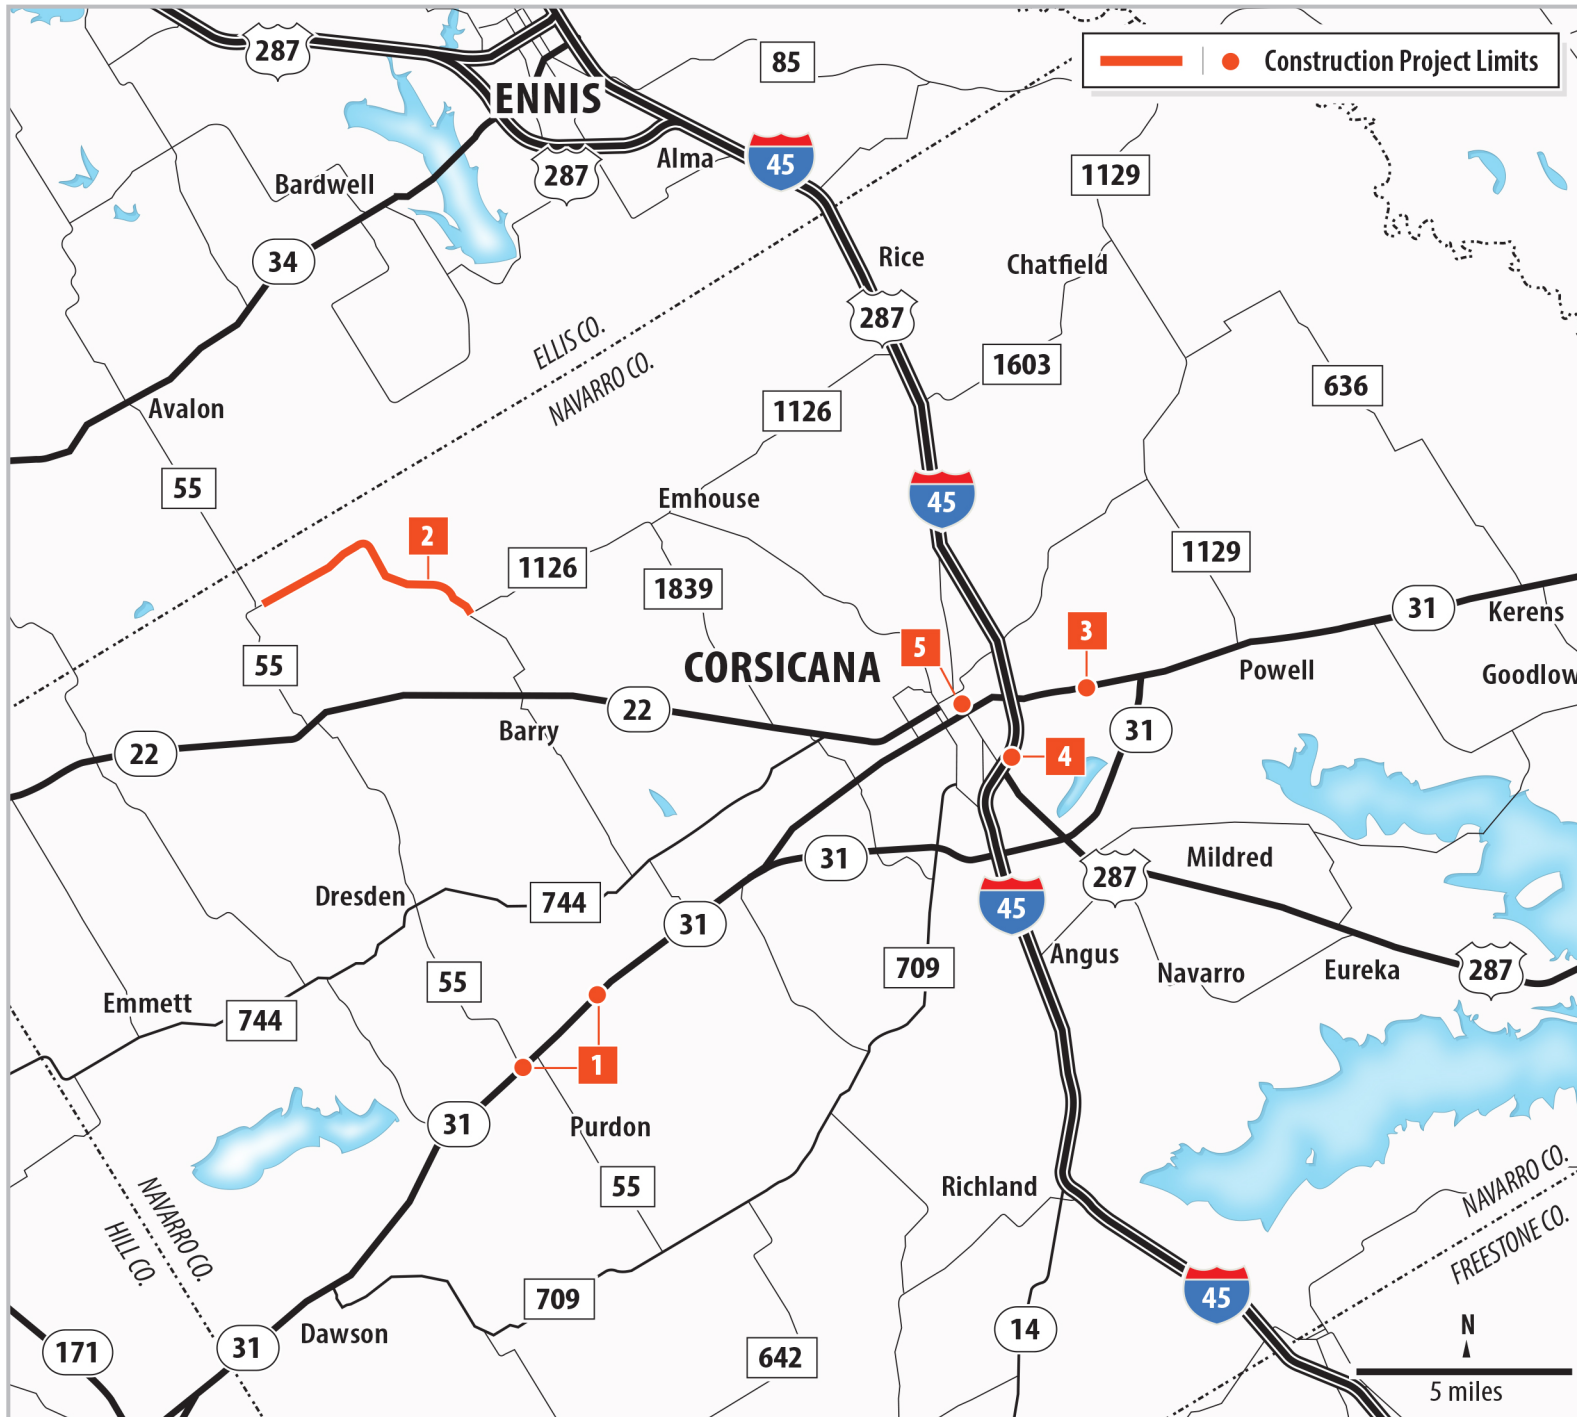 287
ENNIS
85
Construction Project Limits
Alma
45
287
Bardwell
1129
34
Rice
Chatfield
287
ELLIS CO.
NAVARRO CO.
1603
636
1126
Avalon
55
Emhouse
45
2
1126
1839
1129
31
Kerens
55
5
3
CORSICANA
Powell
Goodlow
22
Barry
22
31
4
31
Mildred
287
Dresden
744
31
45
Angus
709
Navarro
Eureka
287
55
Emmett
744
1
31
Purdon
55
Richland
NAVARRO CO.
HILL CO.
NAVARRO CO.
FREESTONE CO.
709
45
14
Dawson
171
31
642
N
5 miles